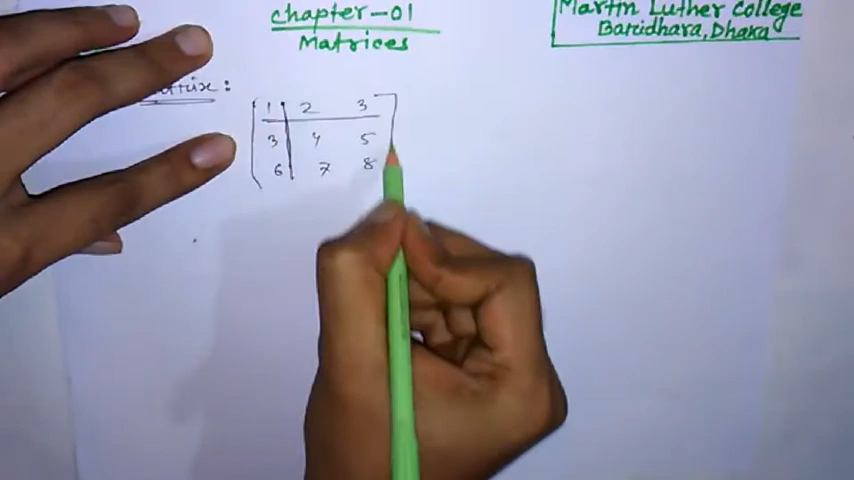 chapter-01
Matrices
Martin Luther College
Baridhara, Dhaka
:
1 2 3
3 4 5
6 7 8